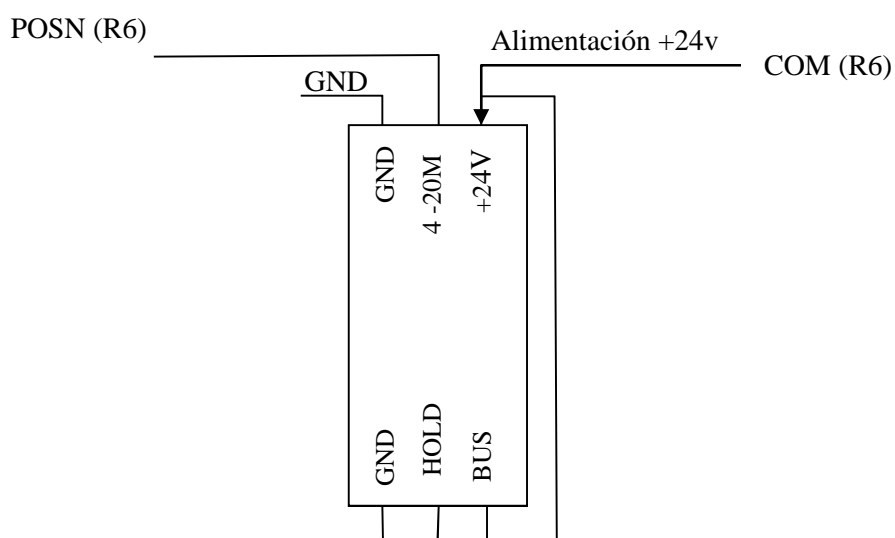 POSN (R6)
Alimentación +24v
COM (R6)
GND
GND
4 -20M
+24V
GND
HOLD
BUS